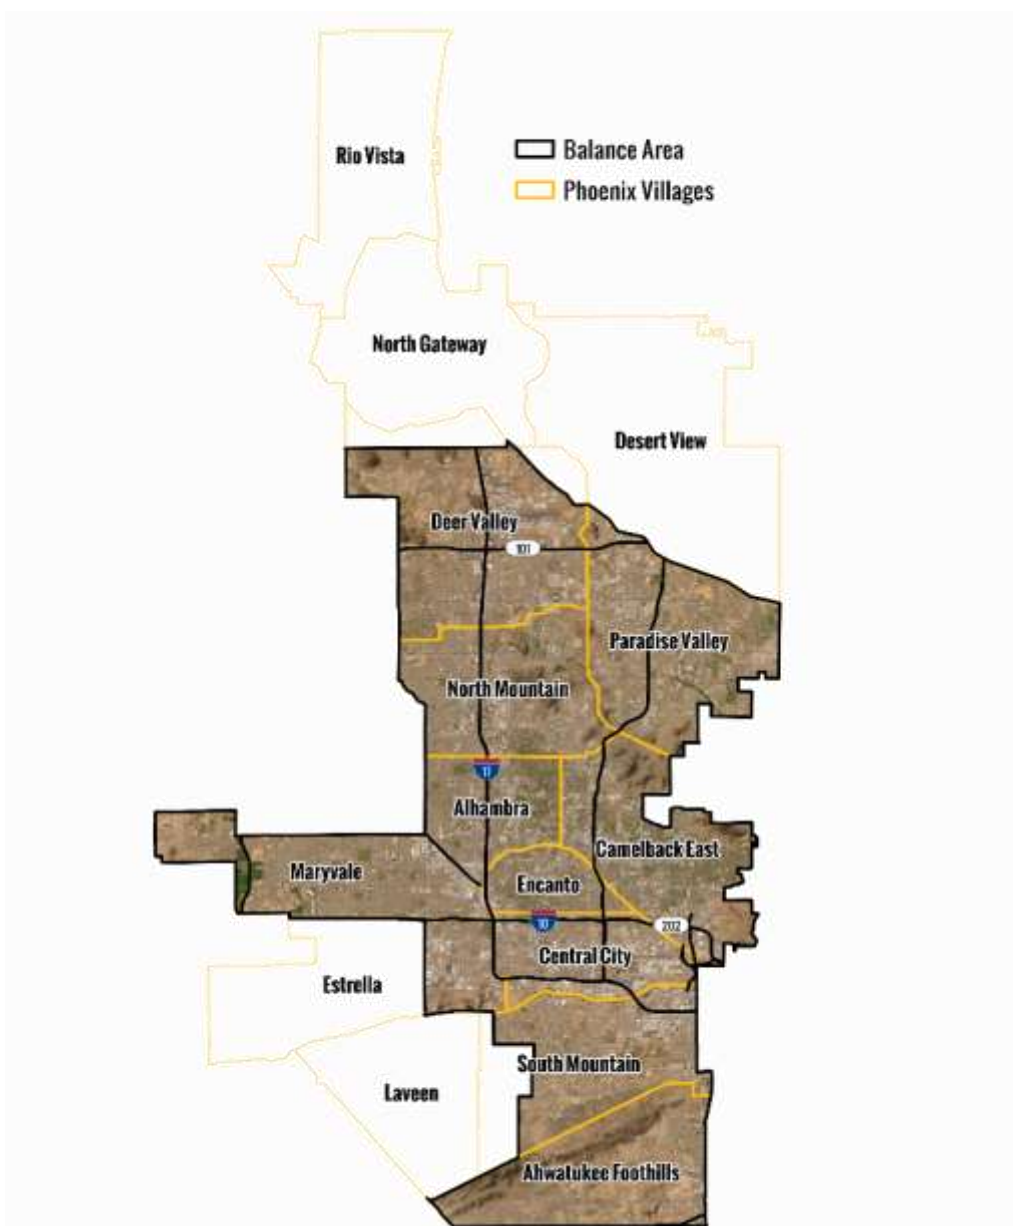 Rio Vista
Balance Area
Phoenix Villages
North Gateway
Desert View
Deer Valley
101
Paradise Valley
North Mountain
11
Alhambra
Camelback East
Maryvale
Encanto
10
202
Central City
Estrella
South Mountain
Laveen
Ahwatukee Foothills